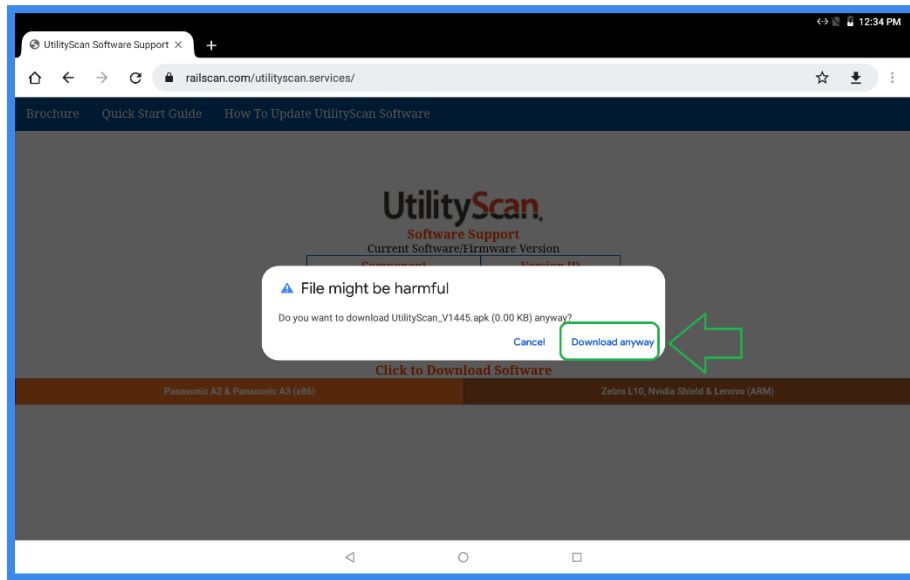 12:34 PM
UtilityScan Software Support
railscan.com/utilityscan.services/
Brochure Quick Start Guide How To Update UtilityScan Software
UtilityScan.
Software Support
Current Software/Firmware Version
Component Version ID
File might be harmful
Do you want to download UtilityScan_V1445.apk (0.00 KB) anyway?
Cancel Download anyway
Click to Download Software
Panasonic A2 & Panasonic A3 (x86) Zebra L10, Nvidia Shield & Lenovo (ARM)